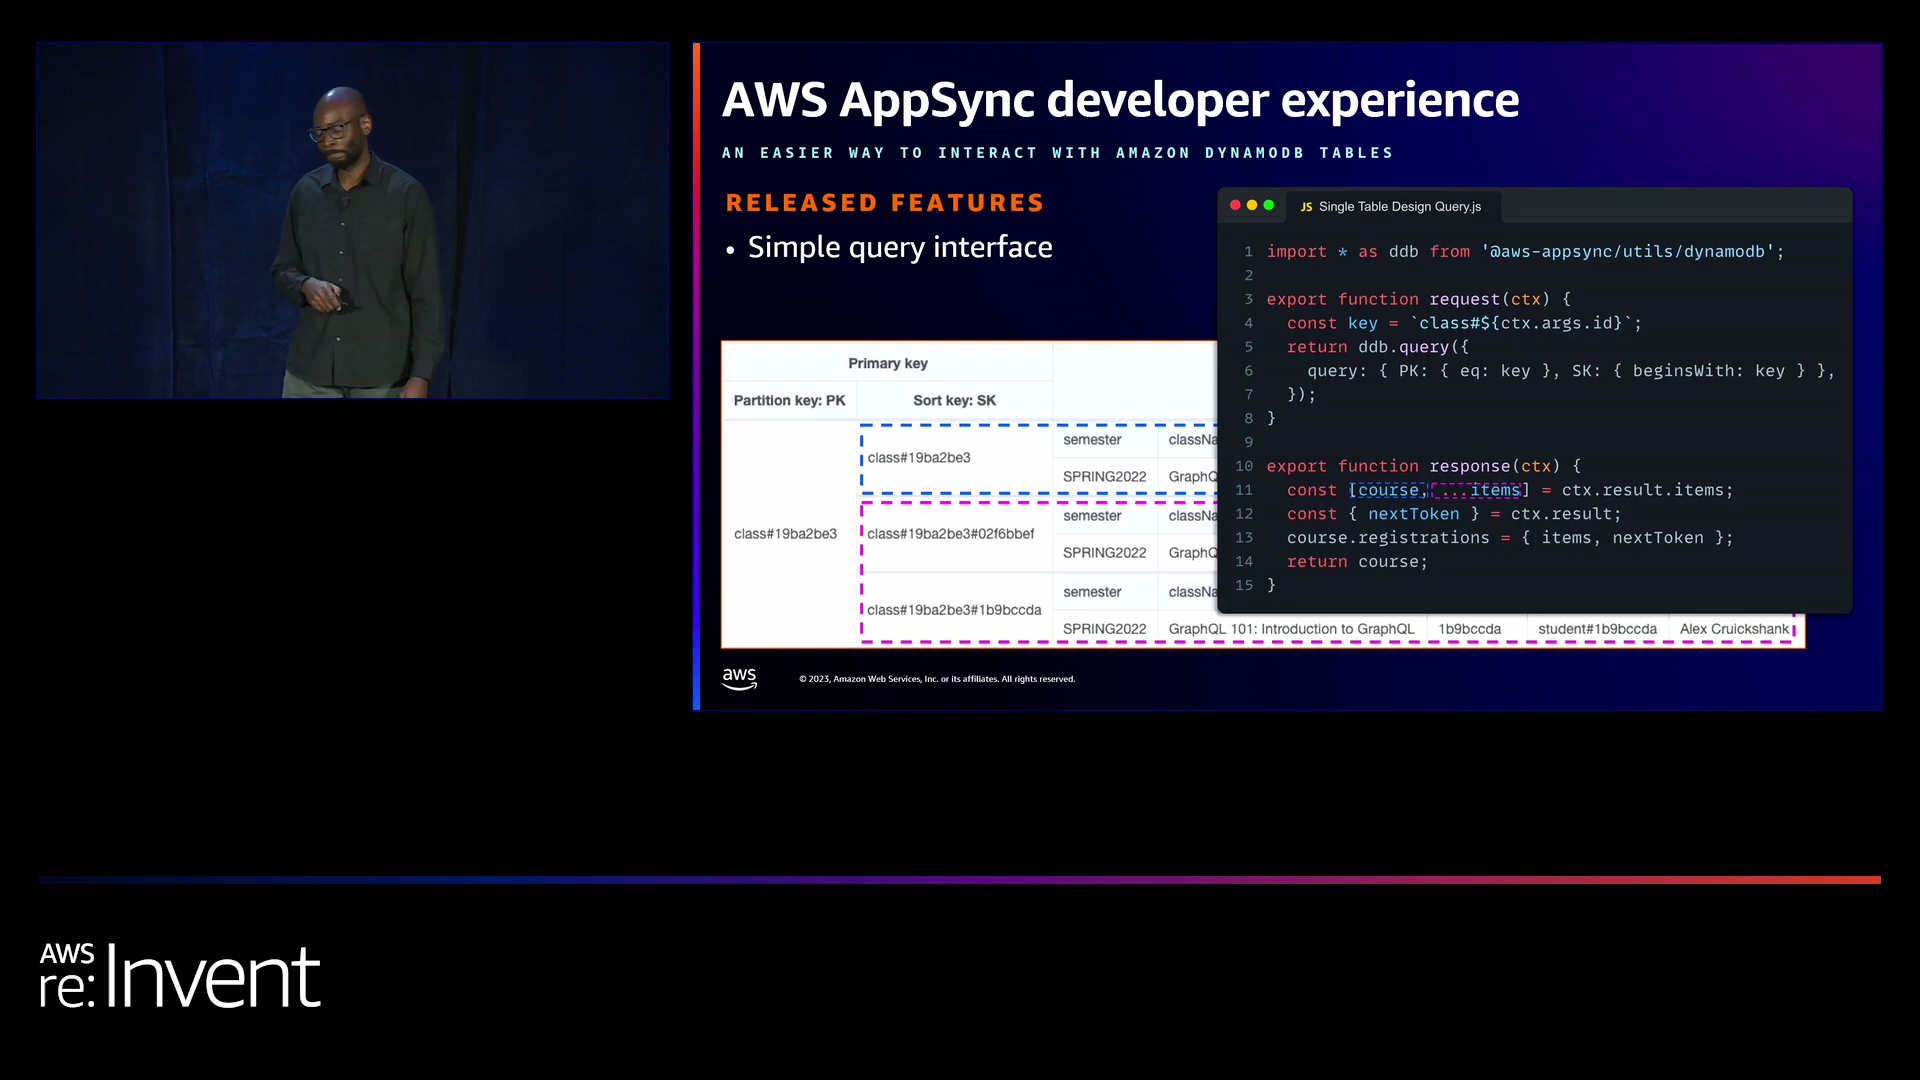 AWS AppSync developer experience
AN EASIER WAY TO INTERACT WITH AMAZON DYNAMODB TABLES
RELEASED FEATURES
• Simple query interface
Primary key
Partition key: PK
Sort key: SK
class#19ba2be3
class#19ba2be3
semester
classNa
SPRING2022
GraphQ
class#19ba2be3#02f6bbef
semester
classNa
SPRING2022
GraphQ
class#19ba2be3#1b9bccda
semester
classNa
SPRING2022
GraphQL 101: Introduction to GraphQL
1b9bccda
student#1b9bccda
Alex Cruickshank
JS Single Table Design Query.js
1 import * as ddb from '@aws-appsync/utils/dynamodb';
2
3 export function request(ctx) {
4   const key = `class#${ctx.args.id}`;
5   return ddb.query({
6     query: { PK: { eq: key }, SK: { beginsWith: key } },
7   });
8 }
9
10 export function response(ctx) {
11   const [course, ...items] = ctx.result.items;
12   const { nextToken } = ctx.result;
13   course.registrations = { items, nextToken };
14   return course;
15 }
aws
© 2023, Amazon Web Services, Inc. or its affiliates. All rights reserved.
AWS
re:Invent